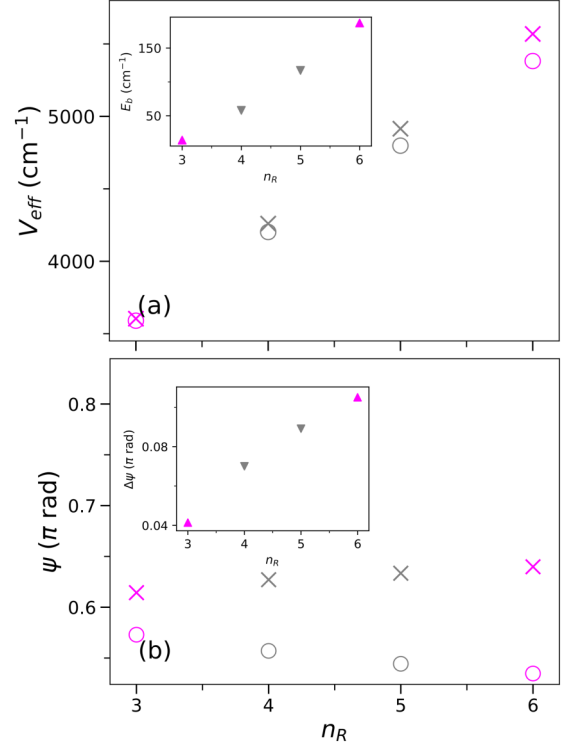 150
50
E_b (cm⁻¹)
3 4 5 6
n_R
5000
4000
V_eff (cm⁻¹)
(a)
0.8
0.7
0.6
ψ (π rad)
0.08
0.04
Δψ (π rad)
3 4 5 6
n_R
(b)
3 4 5 6
n_R